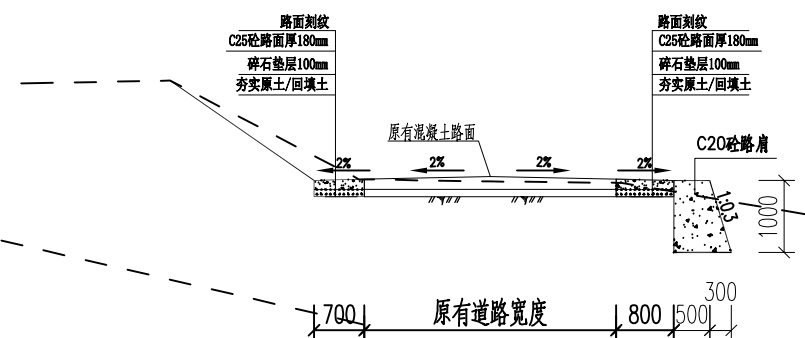 路面刻纹
C25砼路面厚180mm
碎石垫层100mm
夯实原土/回填土
路面刻纹
C25砼路面厚180mm
碎石垫层100mm
夯实原土/回填土
原有混凝土路面
C20砼路肩
2%
2%
2%
2%
1:0.3
1000
700
原有道路宽度
800
500
300